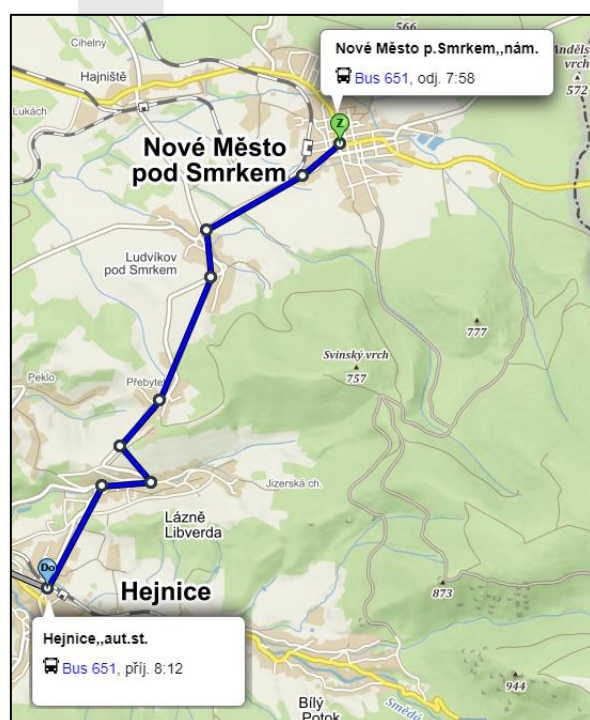 566
Cihelny
Hajniště
Lukách
Nové Město p.Smrkem,,nám.
Bus 651, odj. 7:58
Anděls
vrch
572
Z
Nové Město
pod Smrkem
Ludvíkov
pod Smrkem
777
Svinský vrch
757
Peklo
Přebytek
Jizerská ch.
Lázně
Libverda
Do
Hejnice
873
Hejnice,,aut.st.
Bus 651, příj. 8:12
944
Bílý
Potok
Smědá